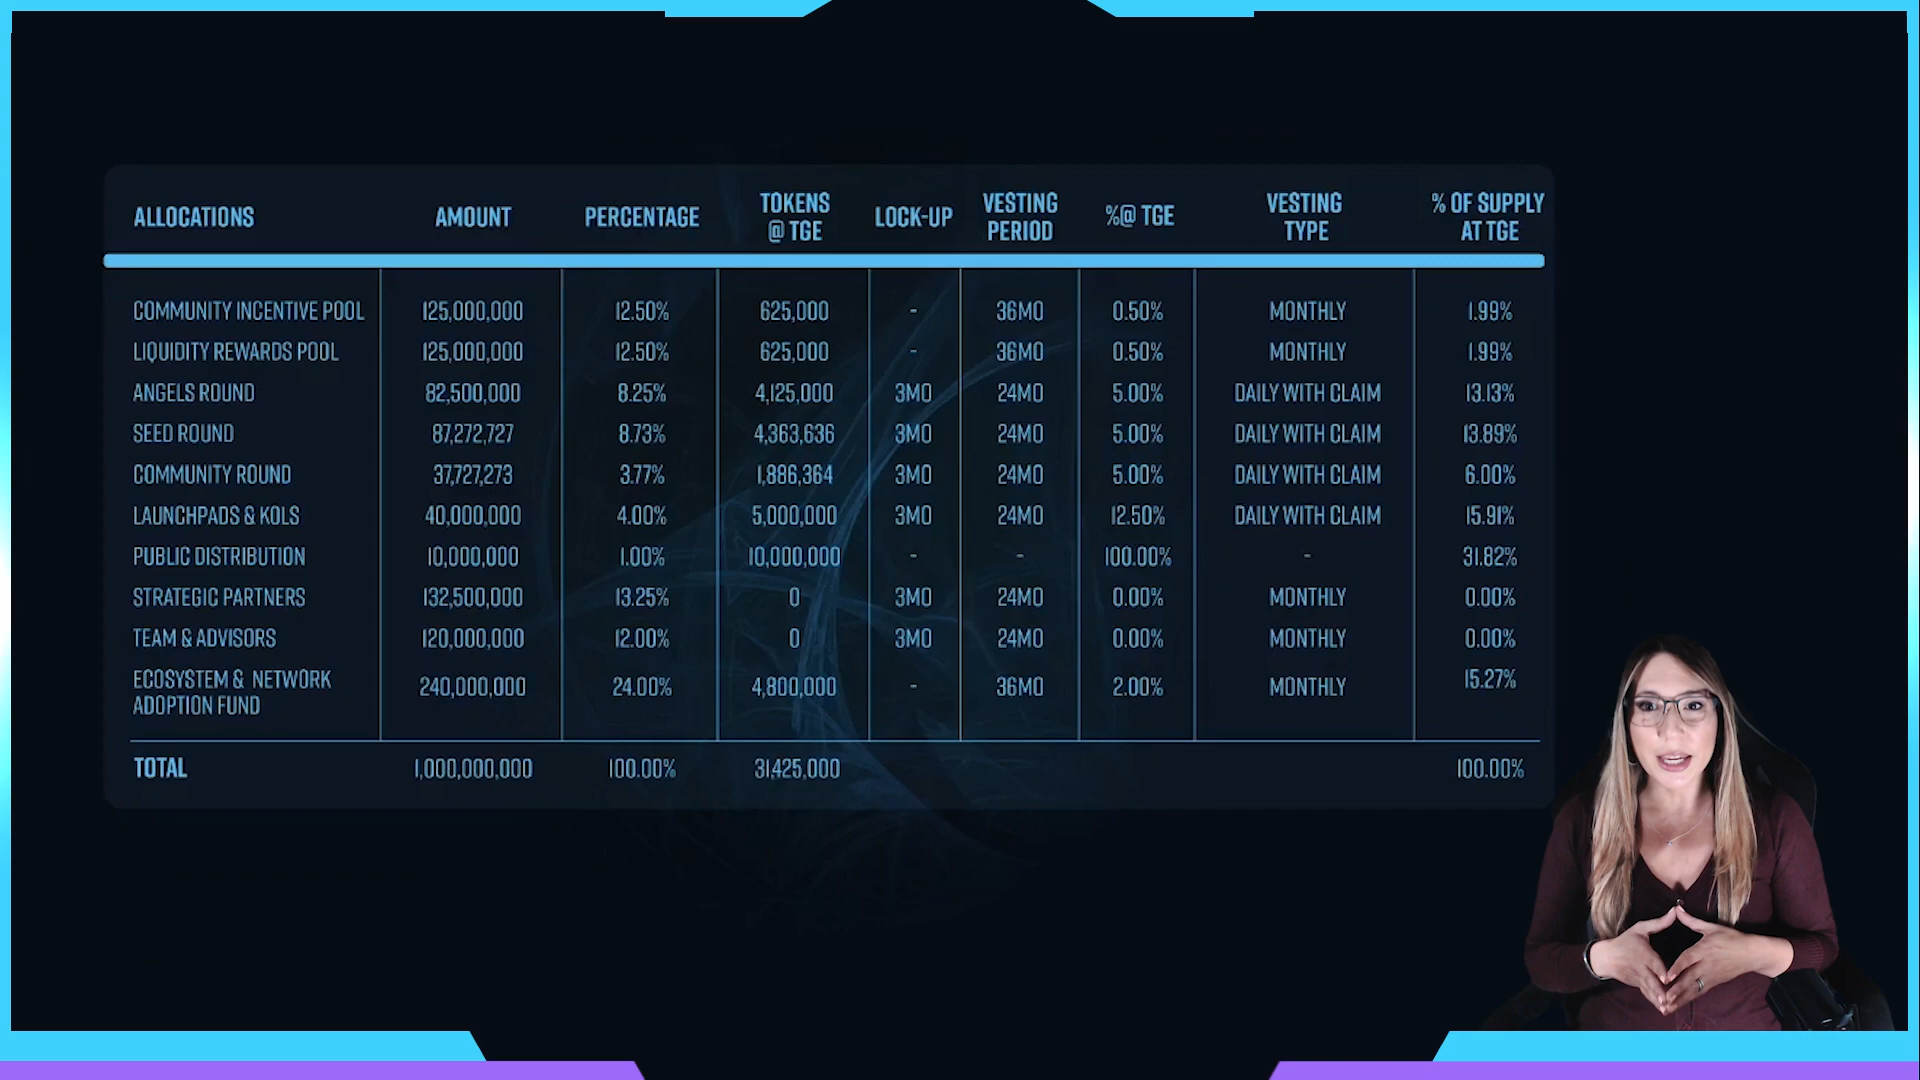 ALLOCATIONS AMOUNT PERCENTAGE TOKENS @ TGE LOCK-UP VESTING PERIOD %@ TGE VESTING TYPE % OF SUPPLY AT TGE
COMMUNITY INCENTIVE POOL 125,000,000 12.50% 625,000 - 36MO 0.50% MONTHLY 1.99%
LIQUIDITY REWARDS POOL 125,000,000 12.50% 625,000 - 36MO 0.50% MONTHLY 1.99%
ANGELS ROUND 82,500,000 8.25% 4,125,000 3MO 24MO 5.00% DAILY WITH CLAIM 13.13%
SEED ROUND 87,272,727 8.73% 4,363,636 3MO 24MO 5.00% DAILY WITH CLAIM 13.89%
COMMUNITY ROUND 37,727,273 3.77% 1,886,364 3MO 24MO 5.00% DAILY WITH CLAIM 6.00%
LAUNCHPADS & KOLS 40,000,000 4.00% 5,000,000 3MO 24MO 12.50% DAILY WITH CLAIM 15.91%
PUBLIC DISTRIBUTION 10,000,000 1.00% 10,000,000 - - 100.00% - 31.82%
STRATEGIC PARTNERS 132,500,000 13.25% 0 3MO 24MO 0.00% MONTHLY 0.00%
TEAM & ADVISORS 120,000,000 12.00% 0 3MO 24MO 0.00% MONTHLY 0.00%
ECOSYSTEM & NETWORK ADOPTION FUND 240,000,000 24.00% 4,800,000 - 36MO 2.00% MONTHLY 15.27%
TOTAL 1,000,000,000 100.00% 31,425,000 100.00%